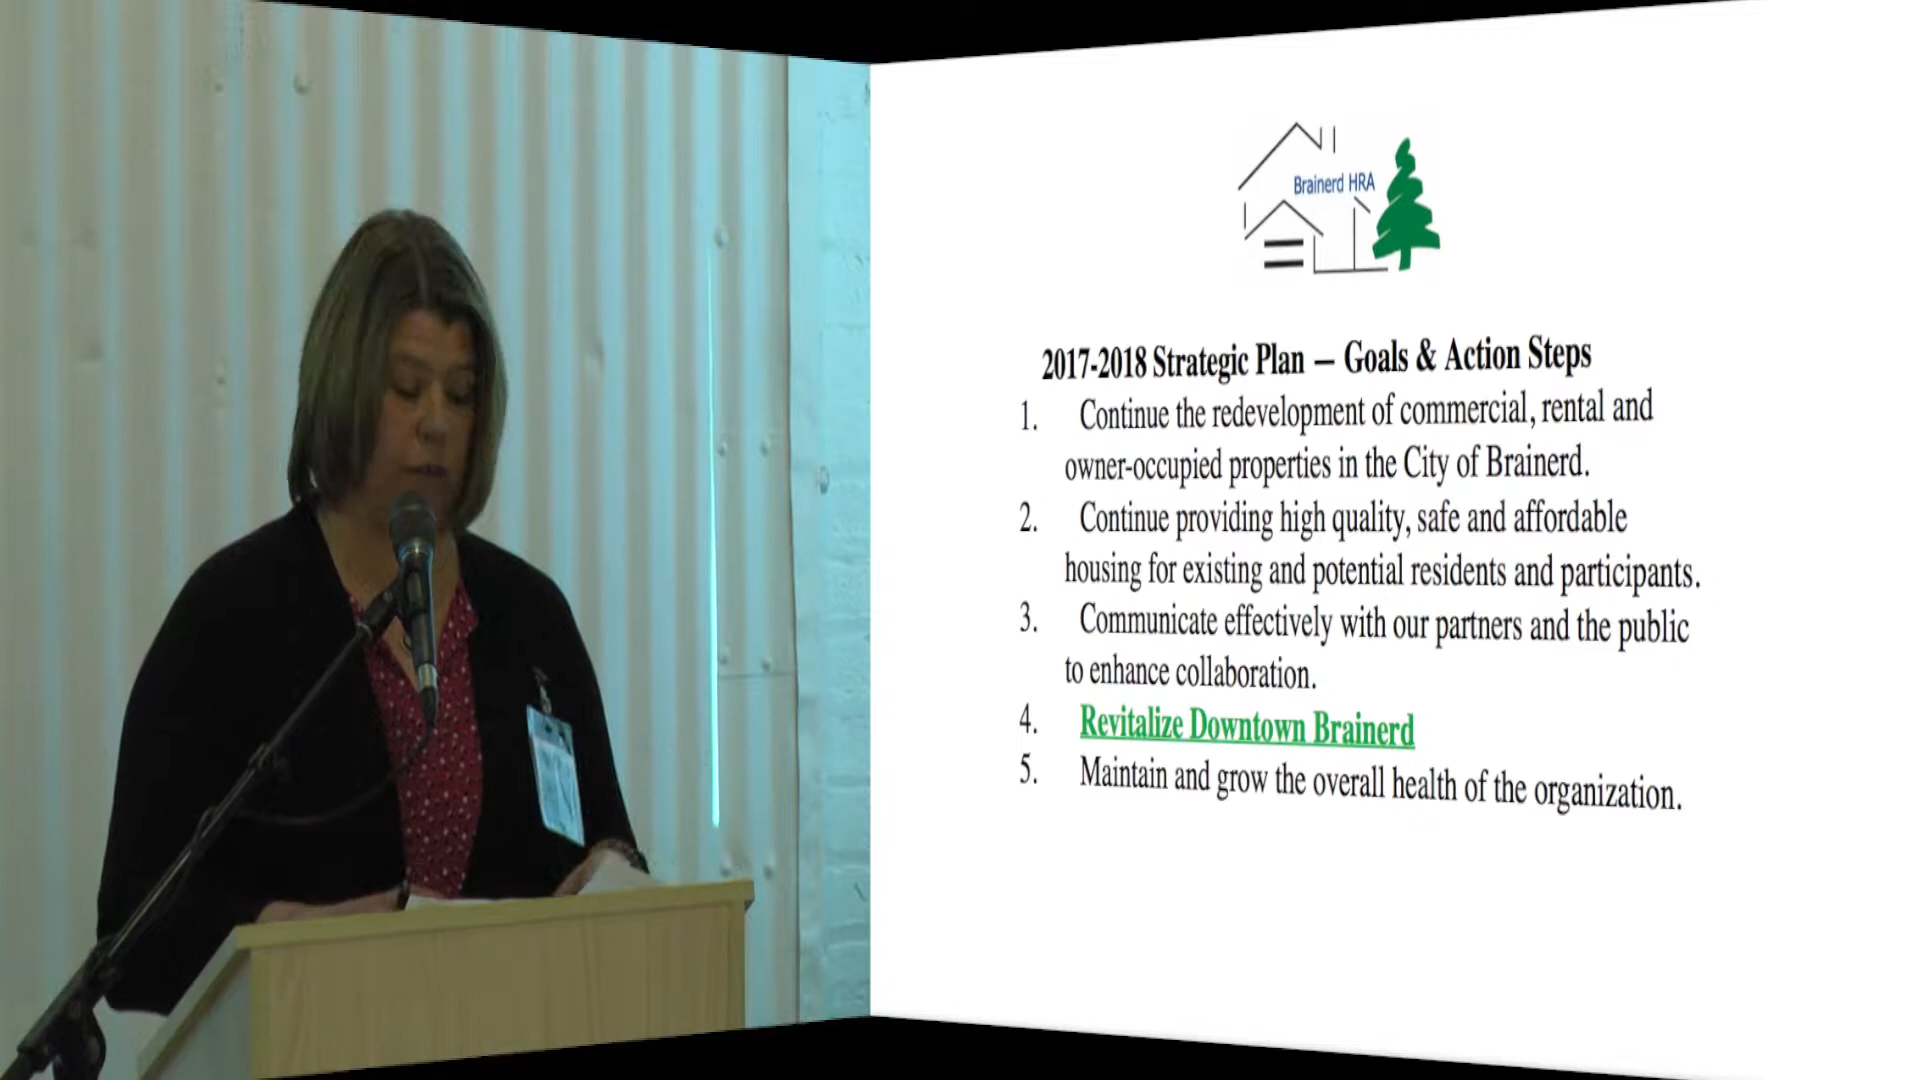 Brainerd HRA
2017-2018 Strategic Plan — Goals & Action Steps
1. Continue the redevelopment of commercial, rental and
owner-occupied properties in the City of Brainerd.
2. Continue providing high quality, safe and affordable
housing for existing and potential residents and participants.
3. Communicate effectively with our partners and the public
to enhance collaboration.
4. Revitalize Downtown Brainerd
5. Maintain and grow the overall health of the organization.